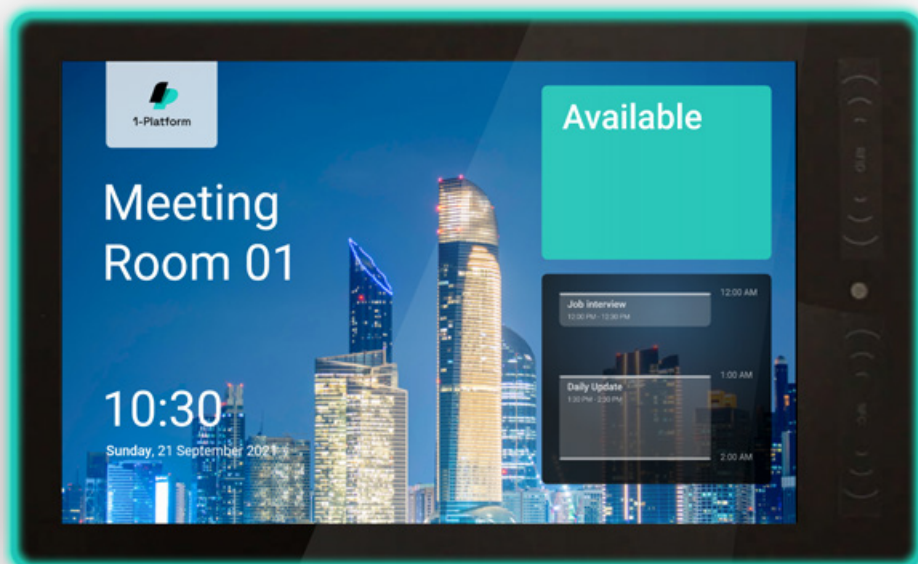 1-Platform
Meeting
Room 01
10:30
Sunday, 21 September 2021
Available
12:00 AM
Job interview
12:00 PM - 12:30 PM
1:00 AM
Daily Update
1:30 PM - 2:30 PM
2:00 AM